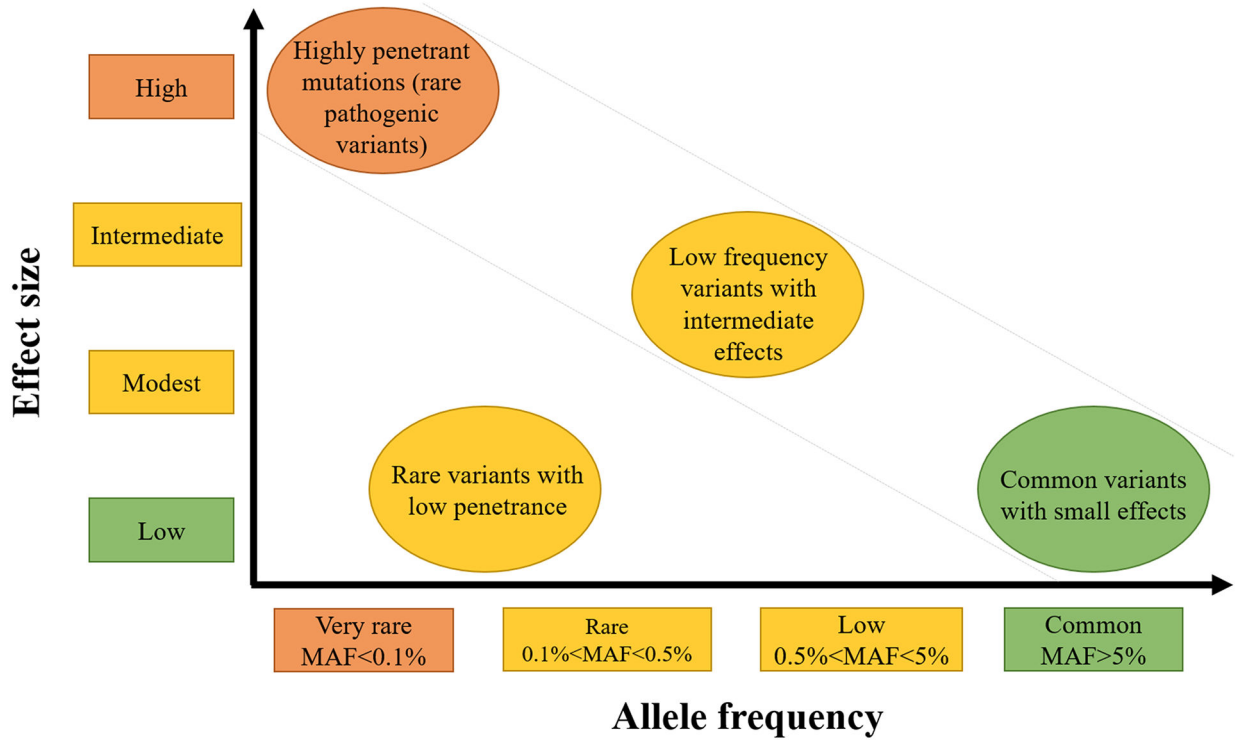 Highly penetrant
mutations (rare
pathogenic
variants)
High
Intermediate
Low frequency
variants with
intermediate
effects
Effect size
Modest
Rare variants with
low penetrance
Common variants
with small effects
Low
Very rare
MAF<0.1%
Rare
0.1%<MAF<0.5%
Low
0.5%<MAF<5%
Common
MAF>5%
Allele frequency